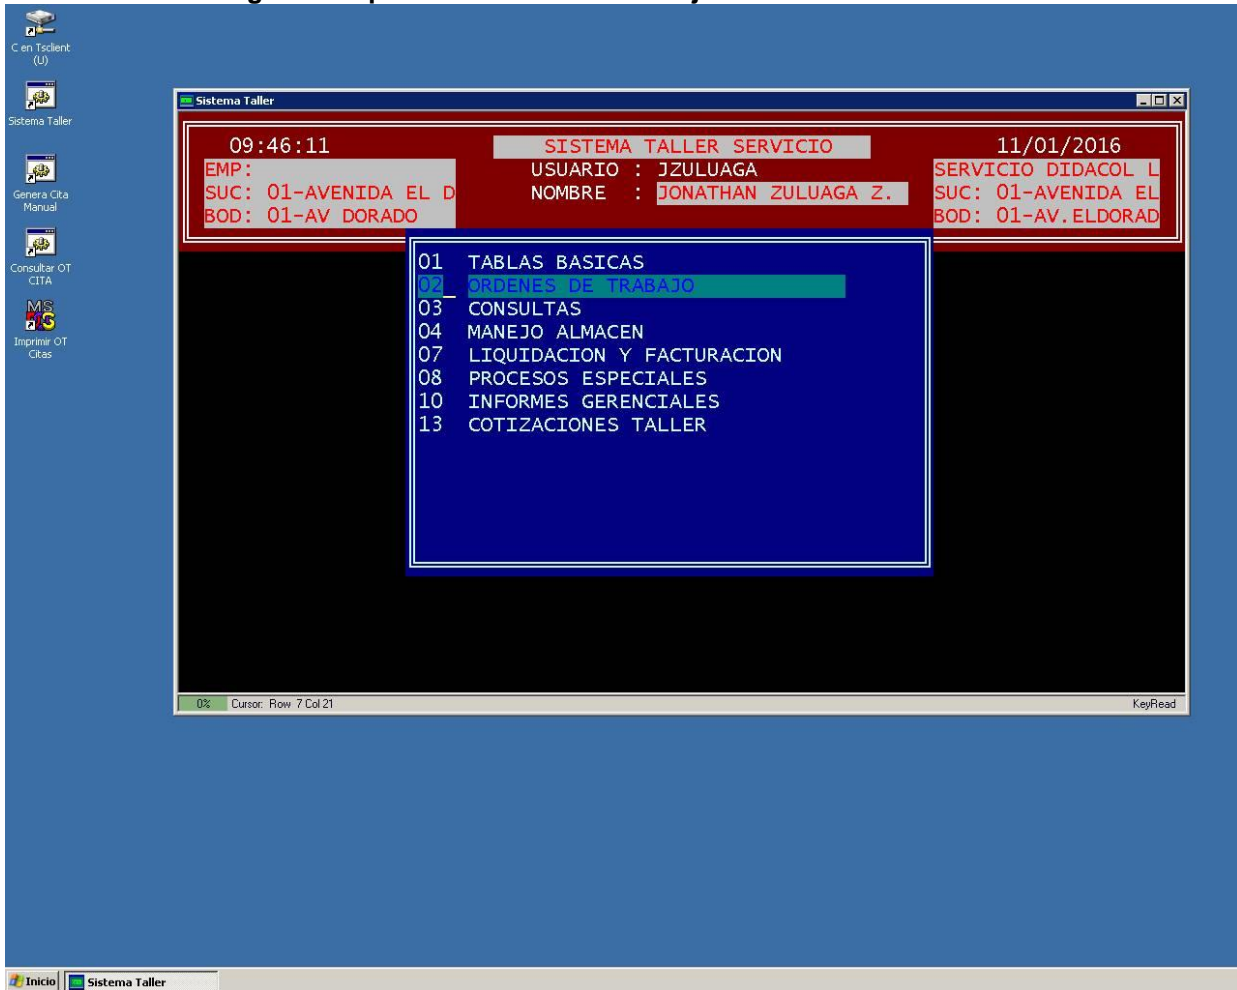 C en Tsclient
(U)
Sistema Taller
Genera Cita
Manual
Consultar OT
CITA
MS
Imprimir OT
Citas
Sistema Taller
09:46:11 SISTEMA TALLER SERVICIO 11/01/2016
EMP: USUARIO : JZULUAGA SERVICIO DIDACOL L
SUC: 01-AVENIDA EL D NOMBRE : JONATHAN ZULUAGA Z. SUC: 01-AVENIDA EL
BOD: 01-AV DORADO BOD: 01-AV.ELDORAD
01 TABLAS BASICAS
02_ ORDENES DE TRABAJO
03 CONSULTAS
04 MANEJO ALMACEN
07 LIQUIDACION Y FACTURACION
08 PROCESOS ESPECIALES
10 INFORMES GERENCIALES
13 COTIZACIONES TALLER
0% Cursor: Row 7 Col 21 KeyRead
Inicio Sistema Taller